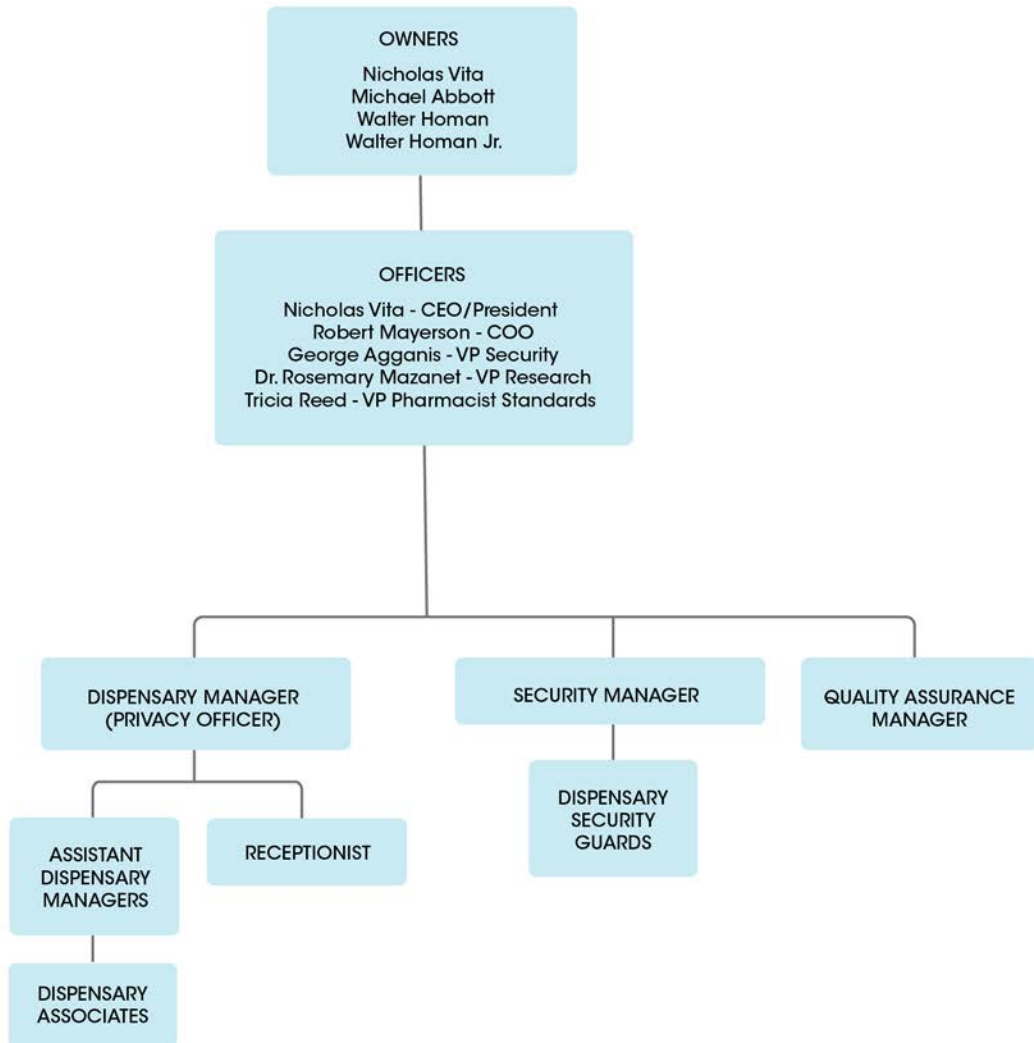 OWNERS
Nicholas Vita
Michael Abbott
Walter Homan
Walter Homan Jr.
OFFICERS
Nicholas Vita - CEO/President
Robert Mayerson - COO
George Agganis - VP Security
Dr. Rosemary Mazanet - VP Research
Tricia Reed - VP Pharmacist Standards
DISPENSARY MANAGER
(PRIVACY OFFICER)
SECURITY MANAGER
QUALITY ASSURANCE
MANAGER
ASSISTANT
DISPENSARY
MANAGERS
RECEPTIONIST
DISPENSARY
SECURITY
GUARDS
DISPENSARY
ASSOCIATES